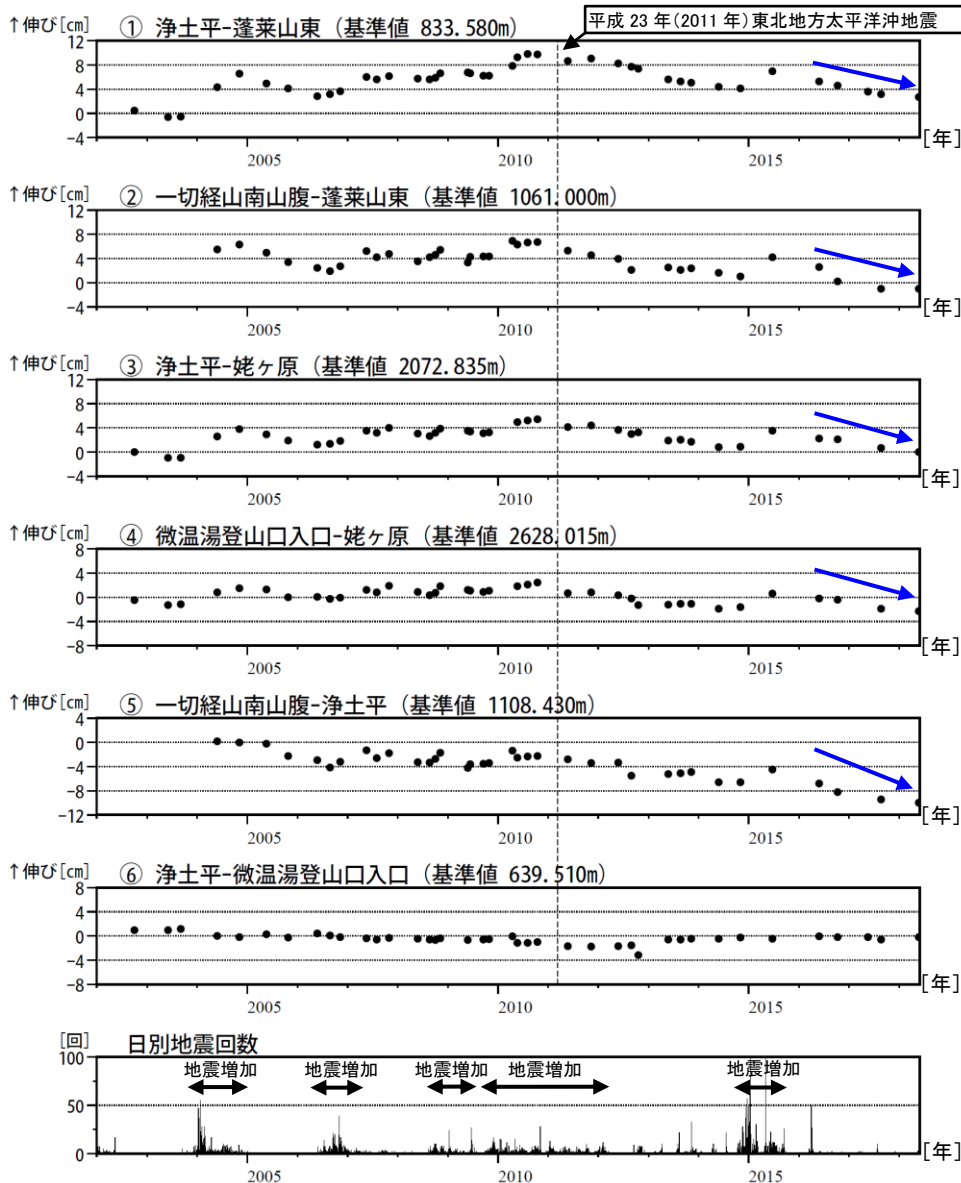 ↑伸び[cm] ① 浄土平-蓬莱山東 (基準値 833.580m)
平成 23 年(2011 年)東北地方太平洋沖地震
12
8
4
0
-4
2005 2010 2015 [年]
↑伸び[cm] ② 一切経山南山腹-蓬莱山東 (基準値 1061.000m)
12
8
4
0
-4
2005 2010 2015 [年]
↑伸び[cm] ③ 浄土平-姥ヶ原 (基準値 2072.835m)
12
8
4
0
-4
2005 2010 2015 [年]
↑伸び[cm] ④ 微温湯登山口入口-姥ヶ原 (基準値 2628.015m)
8
4
0
-4
-8
2005 2010 2015 [年]
↑伸び[cm] ⑤ 一切経山南山腹-浄土平 (基準値 1108.430m)
4
0
-4
-8
-12
2005 2010 2015 [年]
↑伸び[cm] ⑥ 浄土平-微温湯登山口入口 (基準値 639.510m)
8
4
0
-4
-8
2005 2010 2015 [年]
[回] 日別地震回数
100
地震増加 地震増加 地震増加 地震増加 地震増加
50
0
2005 2010 2015 [年]